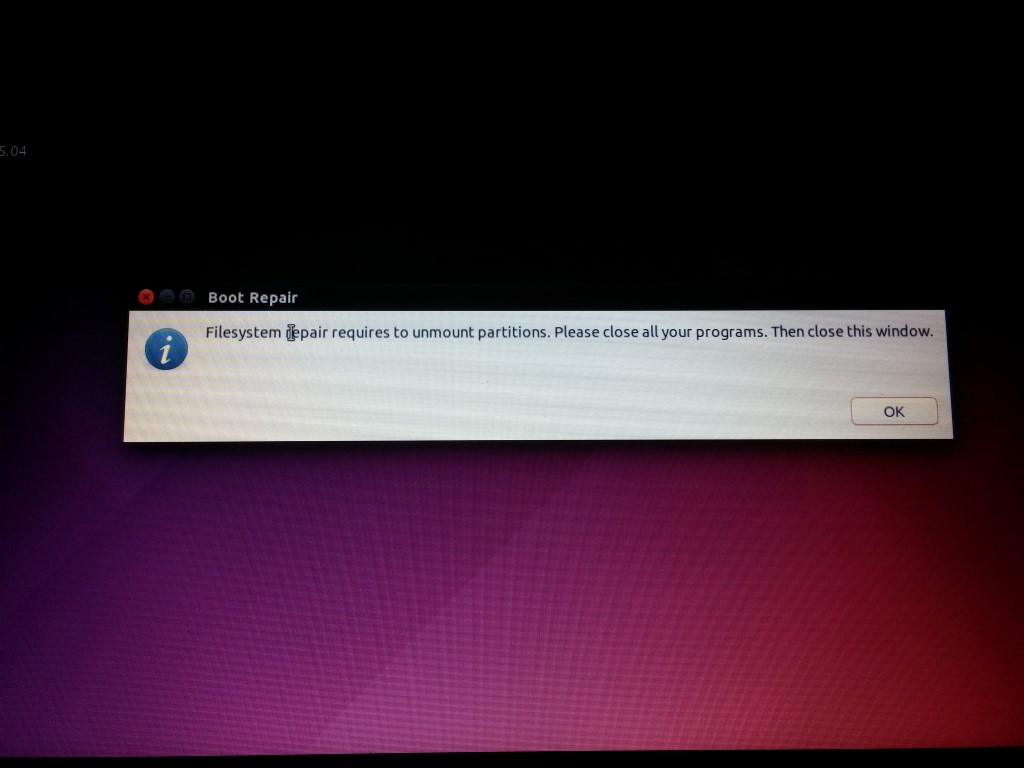 5.04
Boot Repair
Filesystem repair requires to unmount partitions. Please close all your programs. Then close this window.
OK